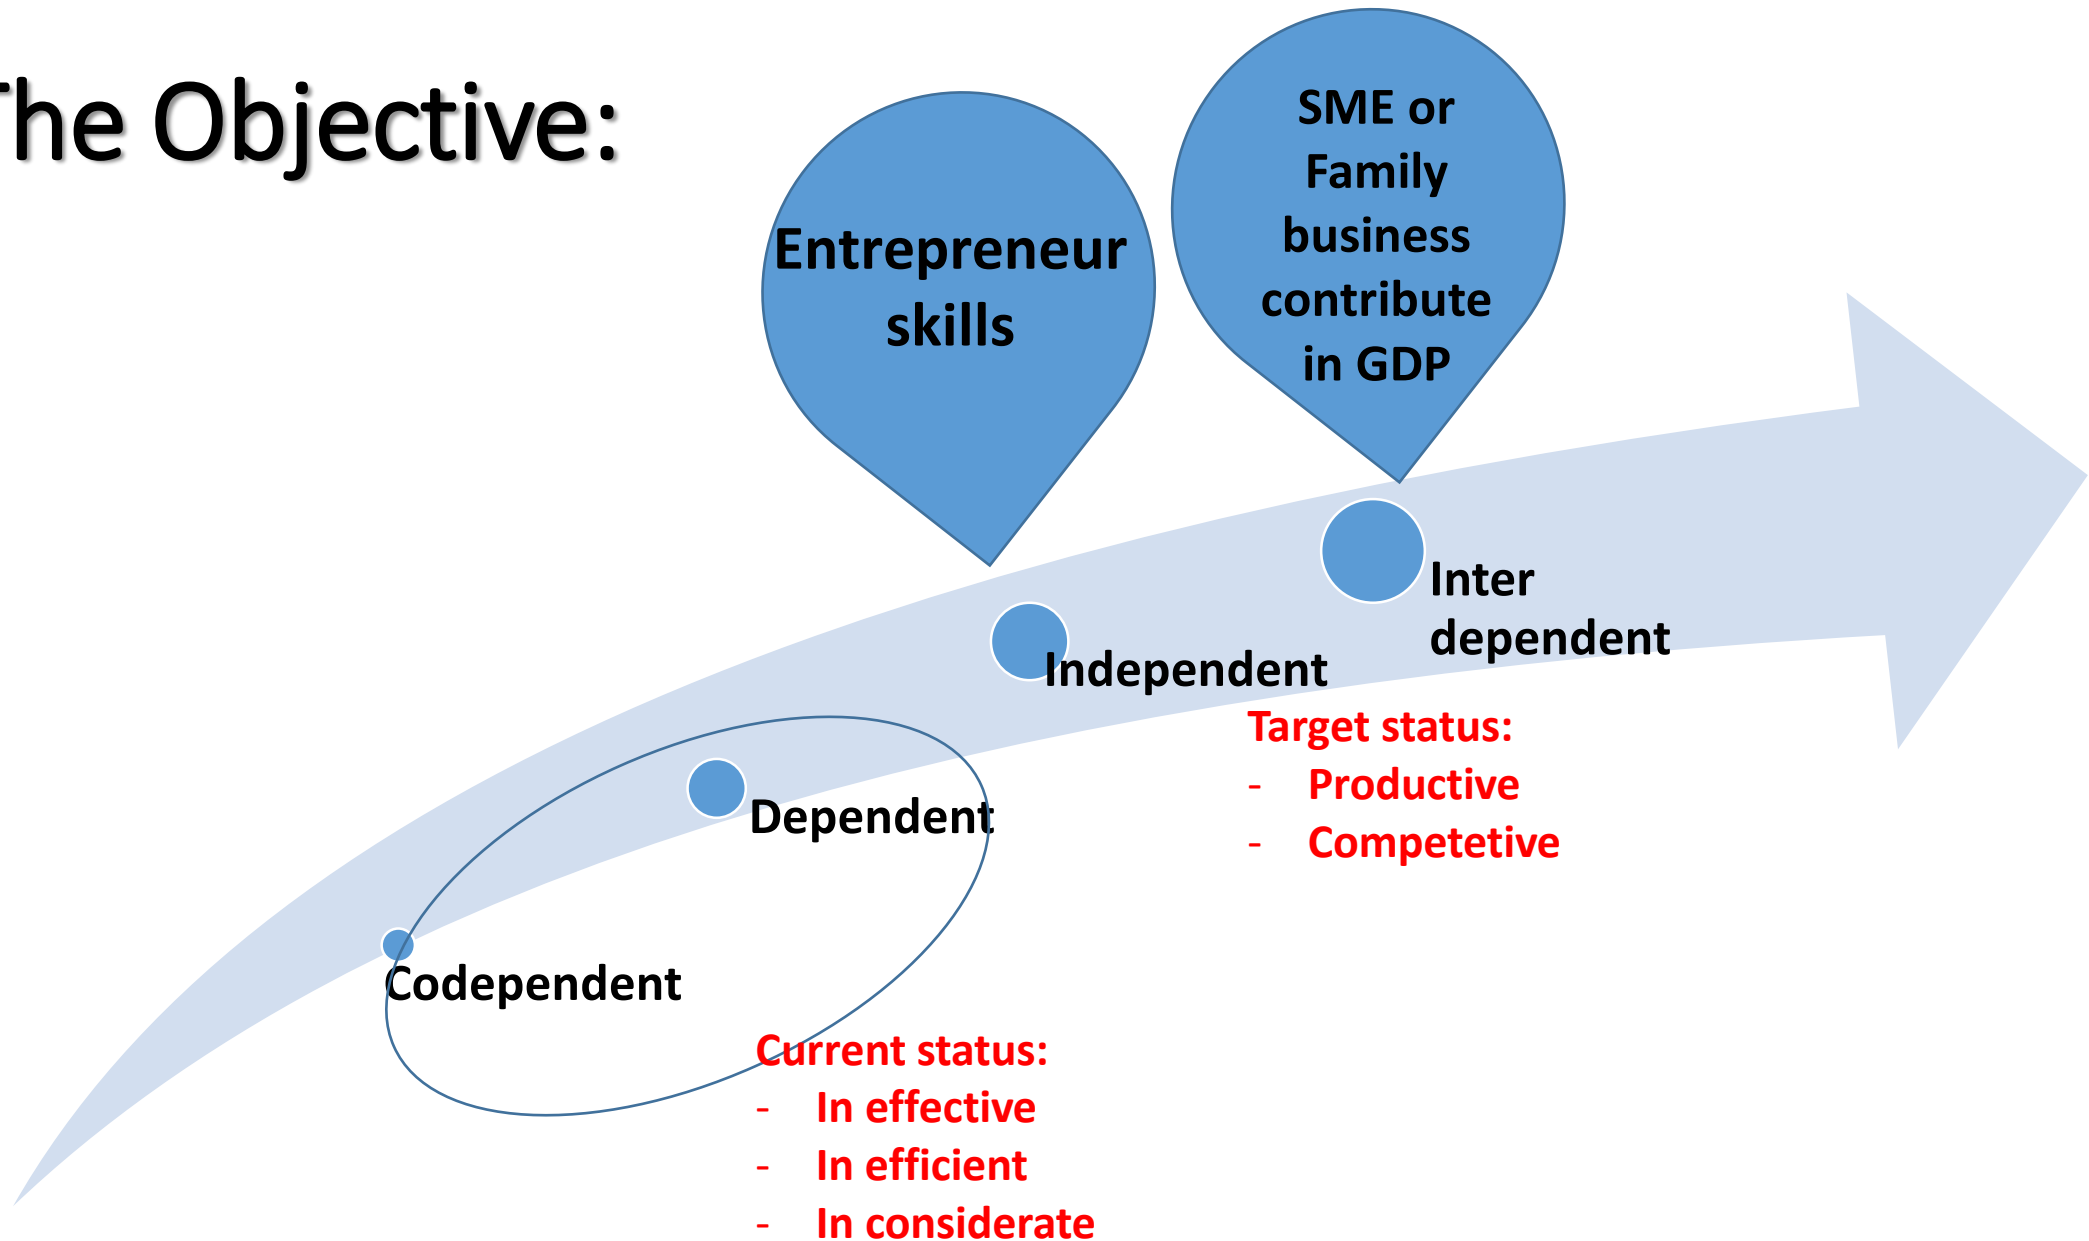 The Objective:
Entrepreneur
skills
SME or
Family
business
contribute
in GDP
Inter
dependent
Independent
Target status:
- Productive
- Competetive
Dependent
Codependent
Current status:
- In effective
- In efficient
- In considerate